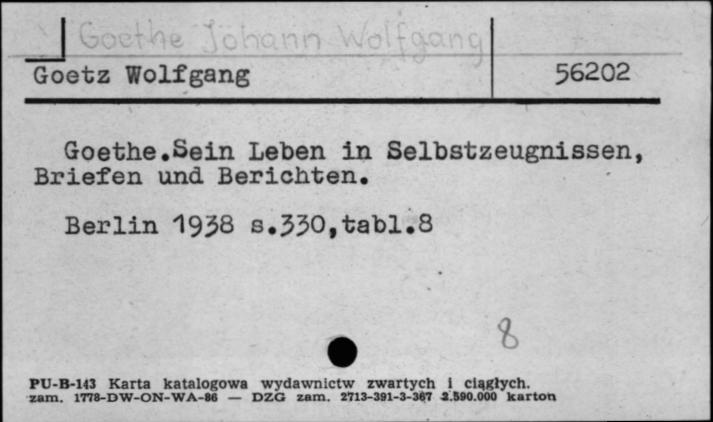 Goethe Johann Wolfgang
Goetz Wolfgang 56202
Goethe.Sein Leben in Selbstzeugnissen,
Briefen und Berichten.
Berlin 1938 s.330,tabl.8
8
PU-B-143 Karta katalogowa wydawnictw zwartych i ciągłych.
zam. 1778-DW-ON-WA-86 — DZG zam. 2713-391-3-367 2.590.000 karton